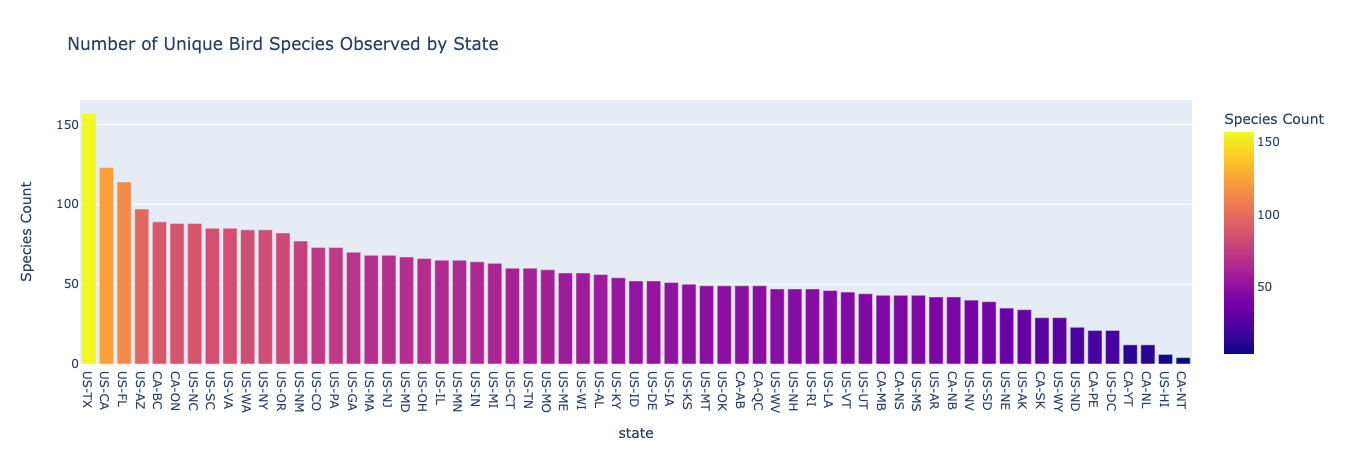 Number of Unique Bird Species Observed by State
Species Count
150
100
50
0
US-TX
US-CA
US-FL
US-AZ
CA-BC
CA-ON
US-NC
US-SC
US-VA
US-WA
US-NY
US-OR
US-NM
US-CO
US-PA
US-GA
US-MA
US-NJ
US-MD
US-OH
US-IL
US-MN
US-IN
US-MI
US-CT
US-TN
US-MO
US-ME
US-WI
US-AL
US-KY
US-ID
US-DE
US-IA
US-KS
US-MT
US-OK
CA-AB
CA-QC
US-WV
US-NH
US-RI
US-LA
US-VT
US-UT
CA-MB
CA-NS
US-MS
US-AR
CA-NB
US-NV
US-SD
US-NE
US-AK
CA-SK
US-WY
US-ND
CA-PE
US-DC
CA-YT
CA-NL
US-HI
CA-NT
state
Species Count
150
100
50